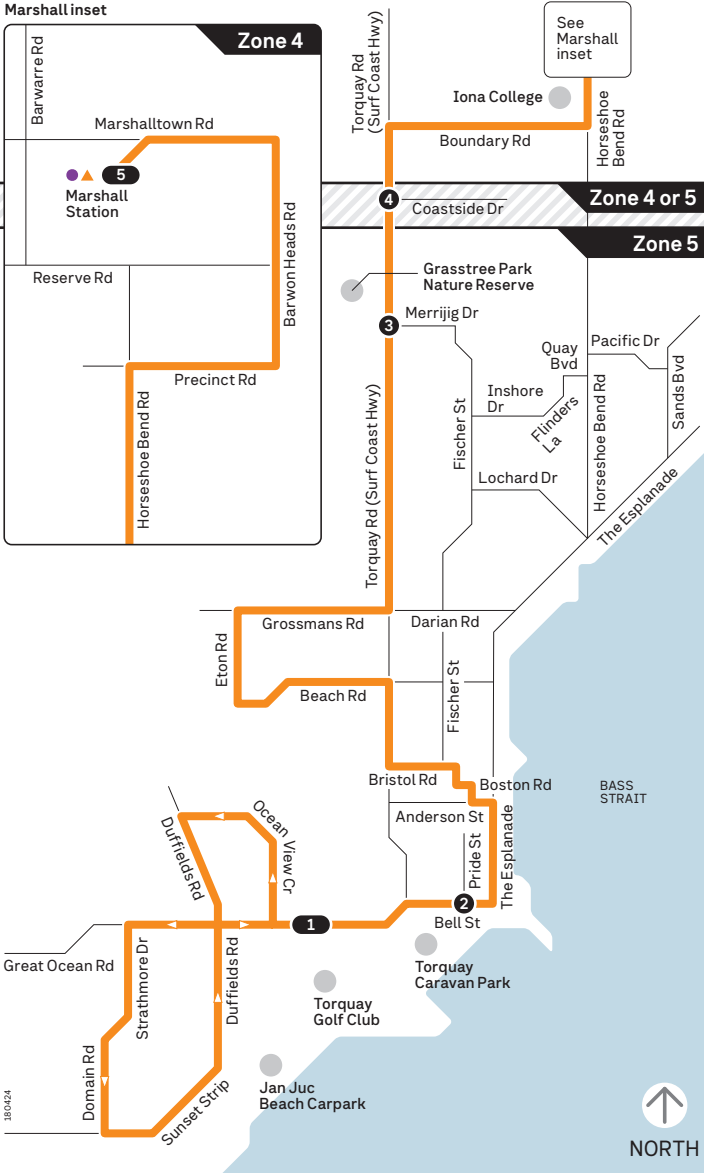 Marshall inset
Zone 4
Barwarre Rd
Marshalltown Rd
5
Marshall
Station
Barwon Heads Rd
Reserve Rd
Precinct Rd
Horseshoe Bend Rd
See
Marshall
inset
Torquay Rd
(Surf Coast Hwy)
Iona College
Horseshoe
Bend Rd
Boundary Rd
Zone 4 or 5
4
Coastside Dr
Zone 5
Grasstree Park
Nature Reserve
3
Merrijig Dr
Quay
Bvd
Pacific Dr
Inshore
Dr
Flinders
La
Sands Bvd
Fischer St
Horseshoe Bend Rd
Torquay Rd (Surf Coast Hwy)
Lochard Dr
The Esplanade
Grossmans Rd
Darian Rd
Eton Rd
Fischer St
Beach Rd
Bristol Rd
Boston Rd
BASS
STRAIT
Anderson St
Ocean
View Cr
Duffields Rd
Pride St
The Esplanade
1
2
Bell St
Great Ocean Rd
Strathmore Dr
Duffields Rd
Torquay
Caravan Park
Torquay
Golf Club
Domain Rd
Sunset Strip
Jan Juc
Beach Carpark
180424
NORTH